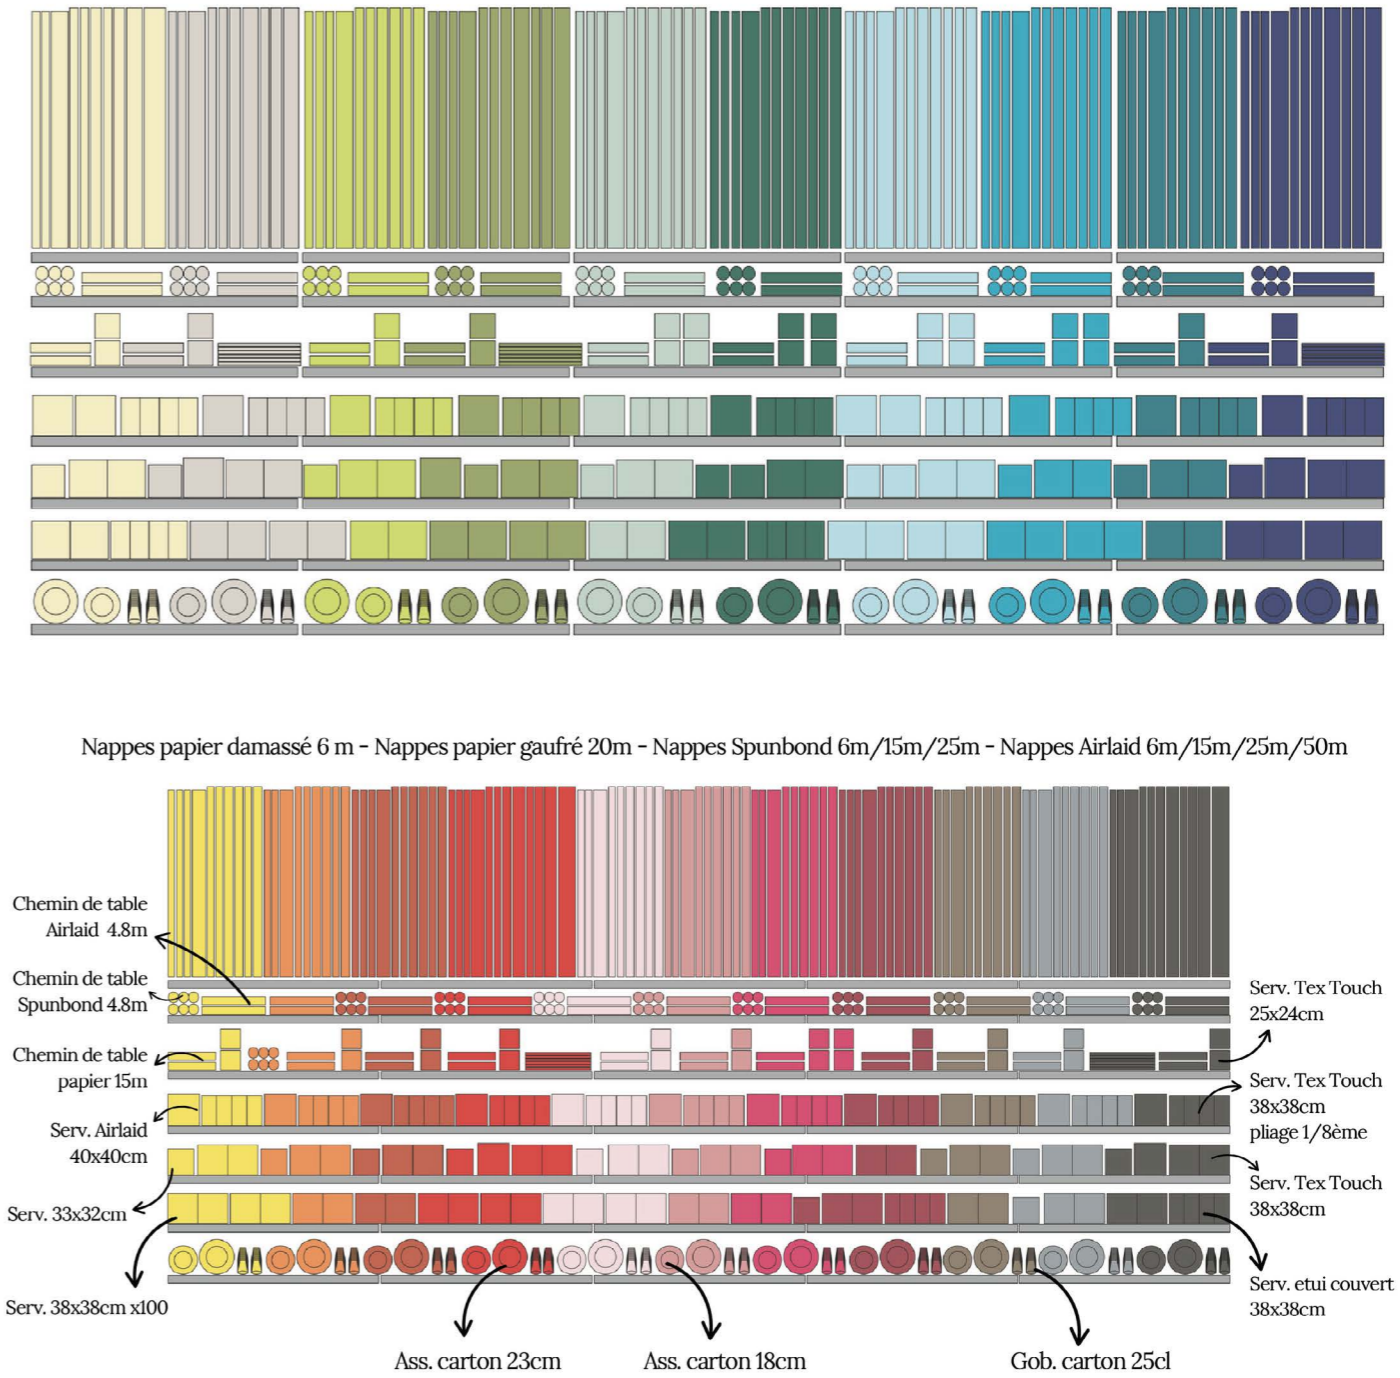 Nappes papier damassé 6 m - Nappes papier gaufré 20m - Nappes Spunbond 6m/15m/25m - Nappes Airlaid 6m/15m/25m/50m
Chemin de table
Airlaid 4.8m
Chemin de table
Spunbond 4.8m
Chemin de table
papier 15m
Serv. Airlaid
40x40cm
Serv. 33x32cm
Serv. 38x38cm x100
Serv. Tex Touch
25x24cm
Serv. Tex Touch
38x38cm
pliage 1/8ème
Serv. Tex Touch
38x38cm
Serv. etui couvert
38x38cm
Ass. carton 23cm
Ass. carton 18cm
Gob. carton 25cl